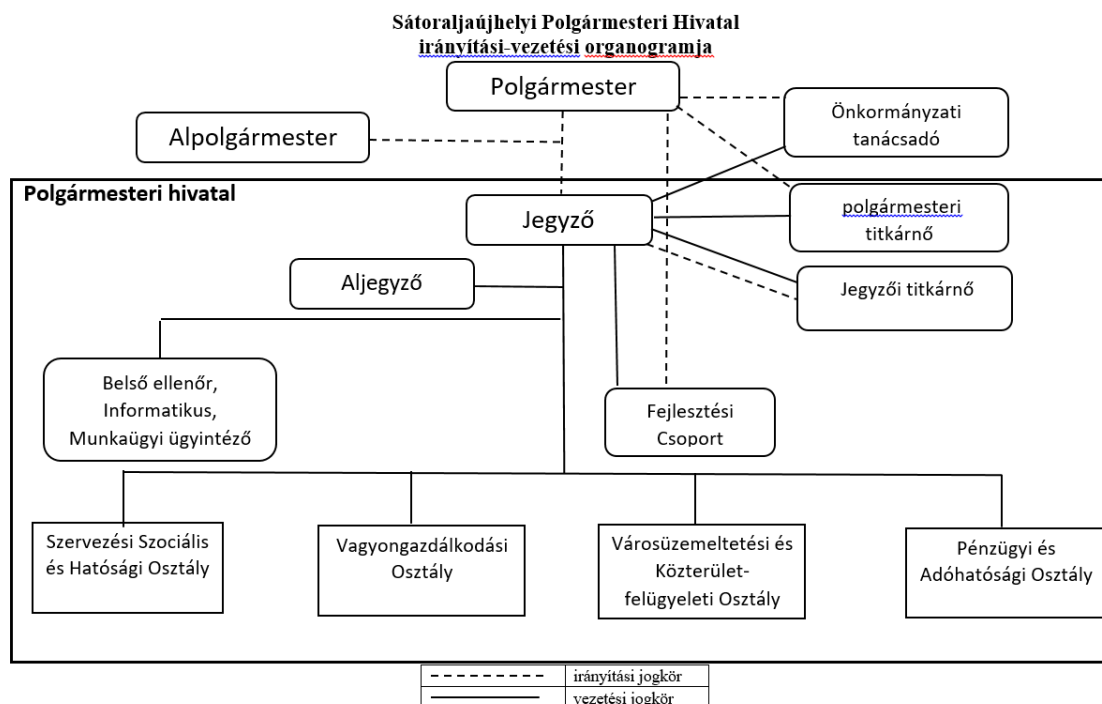 Sátoraljaújhelyi Polgármesteri Hivatal
irányítási-vezetési organogramja
Polgármester
Alpolgármester
Önkormányzati
tanácsadó
Polgármesteri hivatal
Jegyző
polgármesteri
titkárnő
Aljegyző
Jegyzői titkárnő
Belső ellenőr,
Informatikus,
Munkaügyi ügyintéző
Fejlesztési
Csoport
Szervezési Szociális
és Hatósági Osztály
Vagyongazdálkodási
Osztály
Városüzemeltetési és
Közterület-
felügyeleti Osztály
Pénzügyi és
Adóhatósági Osztály
irányítási jogkör
vezetési jogkör